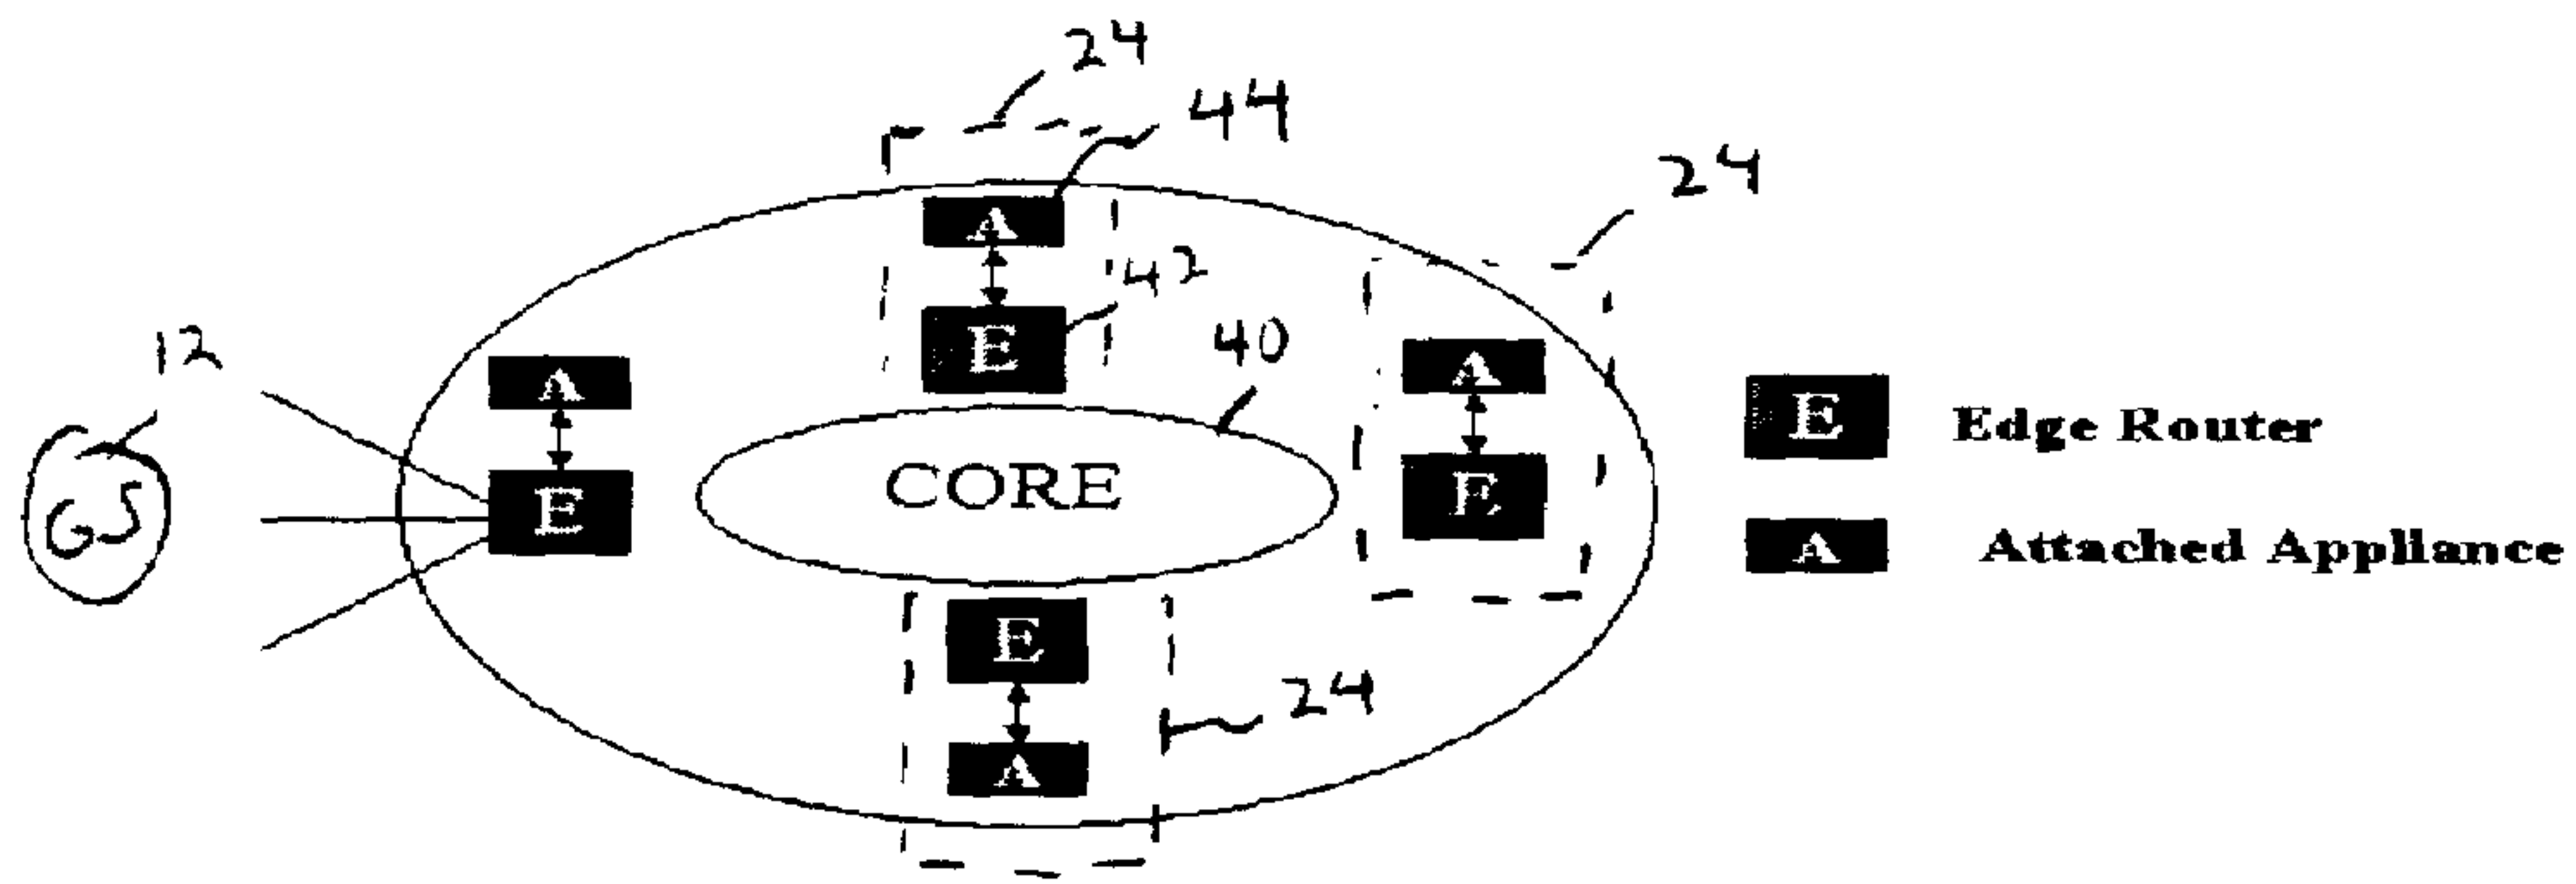 24
44
24
A
42
E
12
40
A
A
E
Edge Router
GS
E
CORE
E
A
Attached Appliance
E
24
A